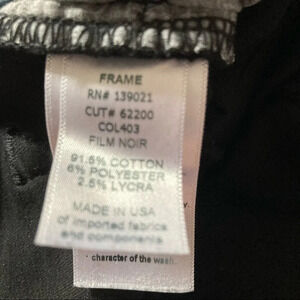 FRAME
RN# 139021
CUT# 62200
COL403
FILM NOIR
91.5% COTTON
6% POLYESTER
2.5% LYCRA
MADE IN USA
of imported fabrics
and components
character of the wash.